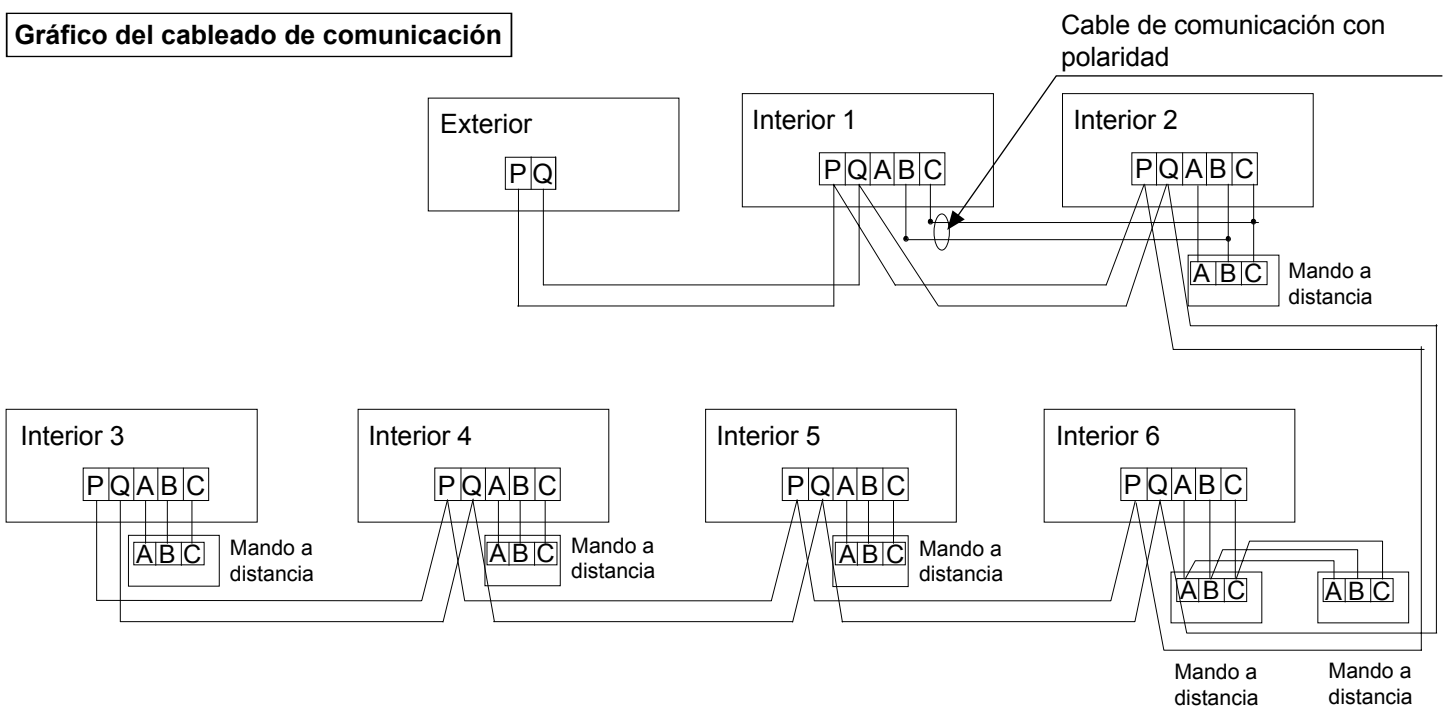 Gráfico del cableado de comunicación
Cable de comunicación con
polaridad
Exterior
P Q
Interior 1
P Q A B C
Interior 2
P Q A B C
A B C
Mando a
distancia
Interior 3
P Q A B C
A B C
Mando a
distancia
Interior 4
P Q A B C
A B C
Mando a
distancia
Interior 5
P Q A B C
A B C
Mando a
distancia
Interior 6
P Q A B C
A B C
Mando a
distancia
A B C
Mando a
distancia